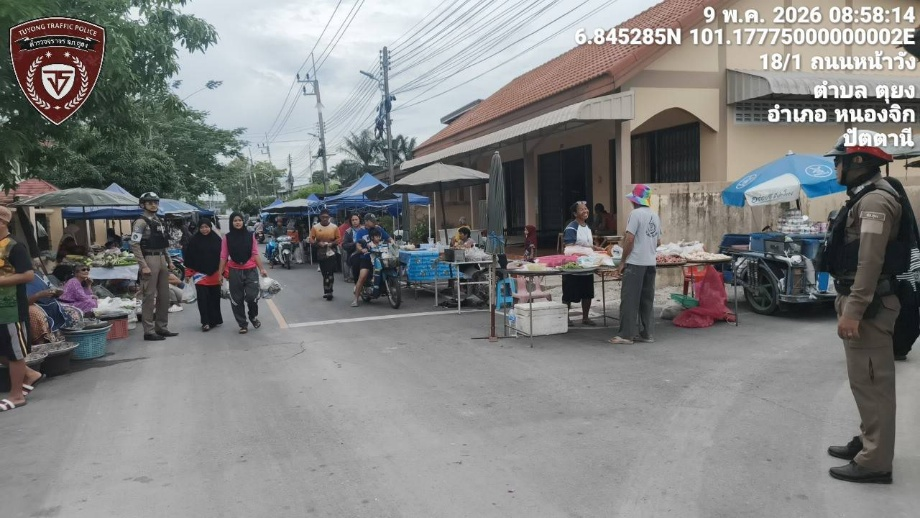 TUYONG TRAFFIC POLICE
ตำรวจจราจร สภ.ตุยง
9 พ.ค. 2026 08:58:14
6.845285N 101.17775000000002E
18/1 ถนนหน้าวัง
ตำบล ตุยง
อำเภอ หนองจิก
ปัตตานี